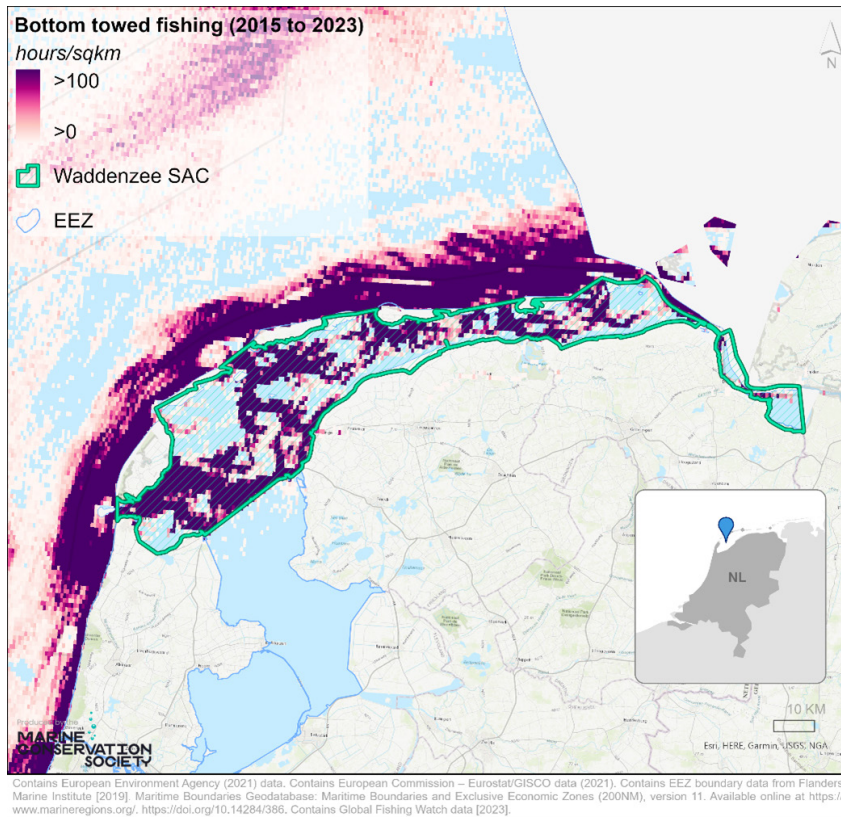 Bottom towed fishing (2015 to 2023)
hours/sqkm
>100
>0
Waddenzee SAC
EEZ
N
NL
10 KM
Produced by the
MARINE
CONSERVATION
SOCIETY
Esri, HERE, Garmin, USGS, NGA
Contains European Environment Agency (2021) data. Contains European Commission – Eurostat/GISCO data (2021). Contains EEZ boundary data from Flanders
Marine Institute [2019]. Maritime Boundaries Geodatabase: Maritime Boundaries and Exclusive Economic Zones (200NM), version 11. Available online at https:/
www.marineregions.org/. https://doi.org/10.14284/386. Contains Global Fishing Watch data [2023].